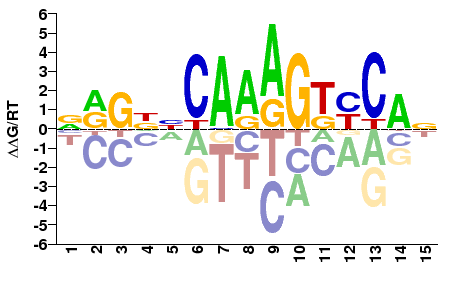 6
5
4
3
2
1
0
-1
-2
-3
-4
-5
-6
ΔΔG/RT
G A G T C C A A A G T C C A G
A G G T T G G G T
T C C C A A T C T T A A A C T
G T C C G G
C A
1 2 3 4 5 6 7 8 9 10 11 12 13 14 15